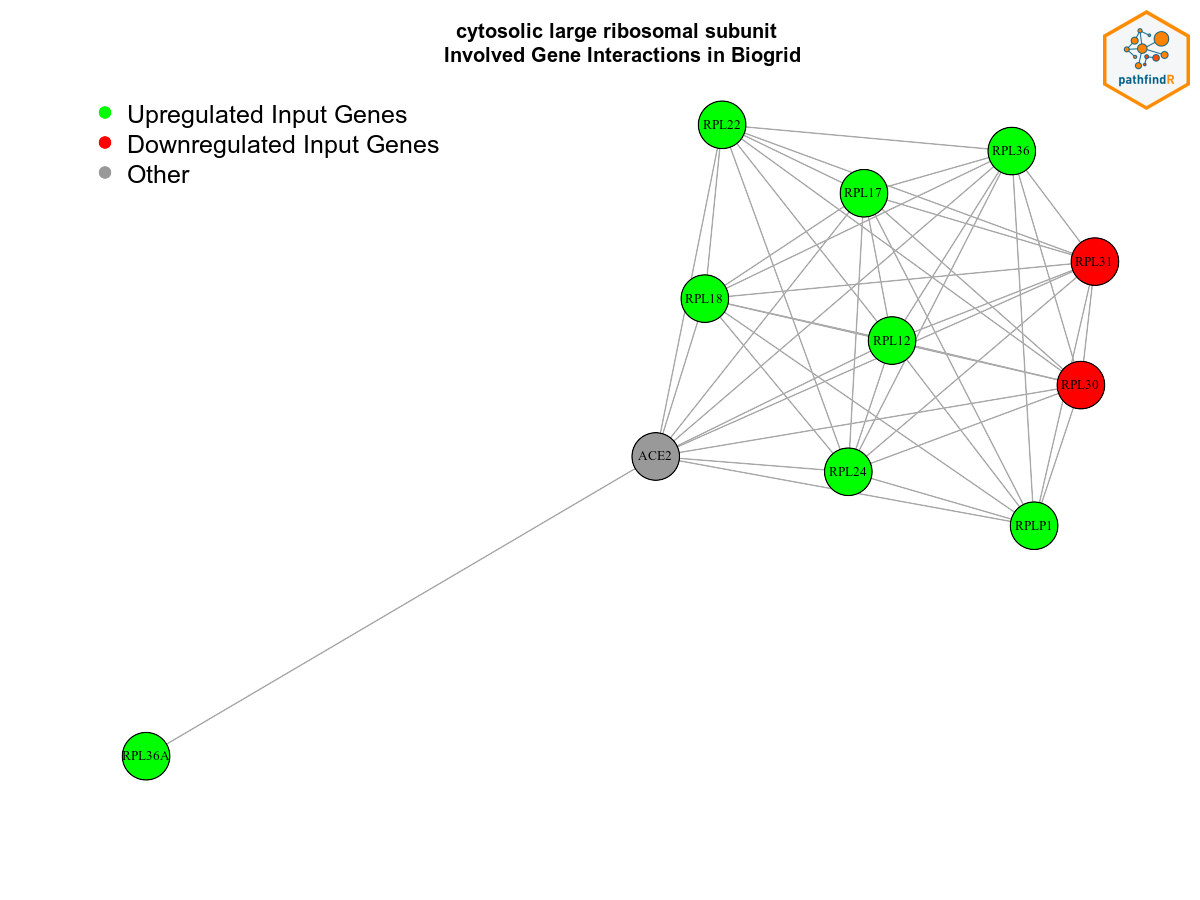 cytosolic large ribosomal subunit
Involved Gene Interactions in Biogrid
pathfindR
Upregulated Input Genes
Downregulated Input Genes
Other
RPL22
RPL36
RPL17
RPL31
RPL18
RPL12
RPL30
ACE2
RPL24
RPLP1
RPL36A